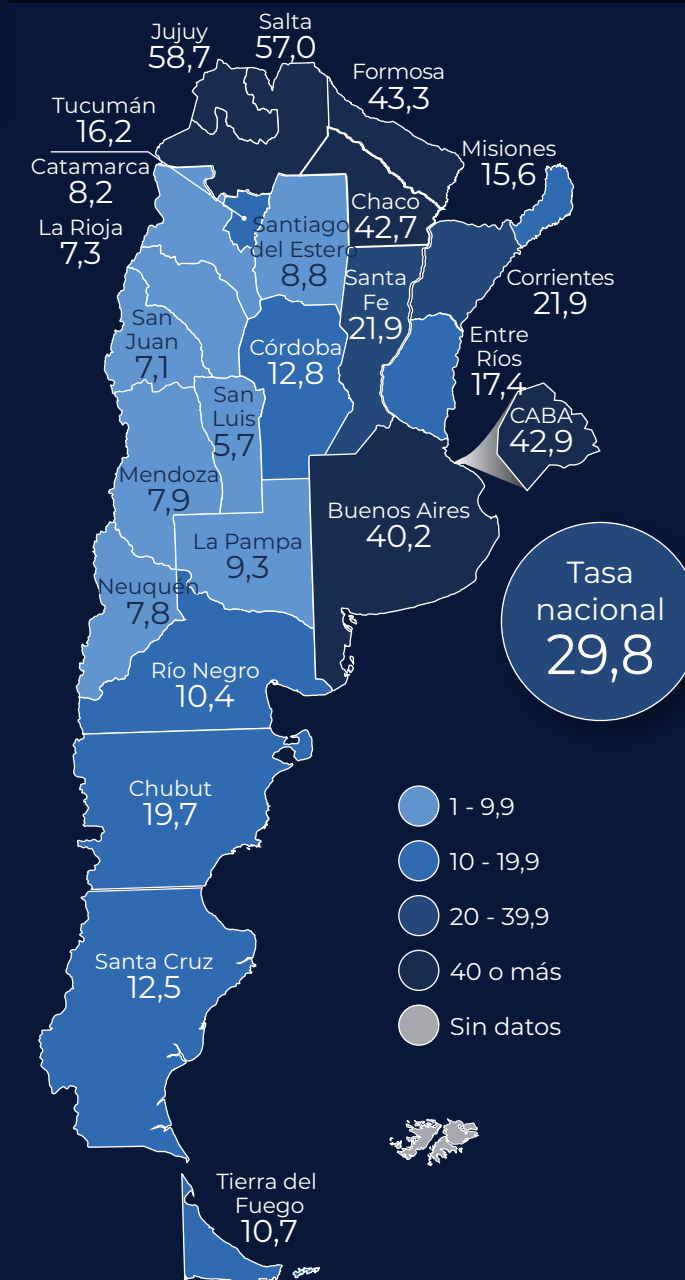 Jujuy
58,7
Salta
57,0
Formosa
43,3
Tucumán
16,2
Misiones
15,6
Catamarca
8,2
Chaco
42,7
La Rioja
7,3
Santiago
del Estero
8,8
Santa
Fe
21,9
Corrientes
21,9
San
Juan
7,1
Córdoba
12,8
Entre
Ríos
17,4
San
Luis
5,7
CABA
42,9
Mendoza
7,9
Buenos Aires
40,2
La Pampa
9,3
Neuquén
7,8
Tasa
nacional
29,8
Río Negro
10,4
Chubut
19,7
1 - 9,9
10 - 19,9
20 - 39,9
40 o más
Sin datos
Santa Cruz
12,5
Tierra del
Fuego
10,7